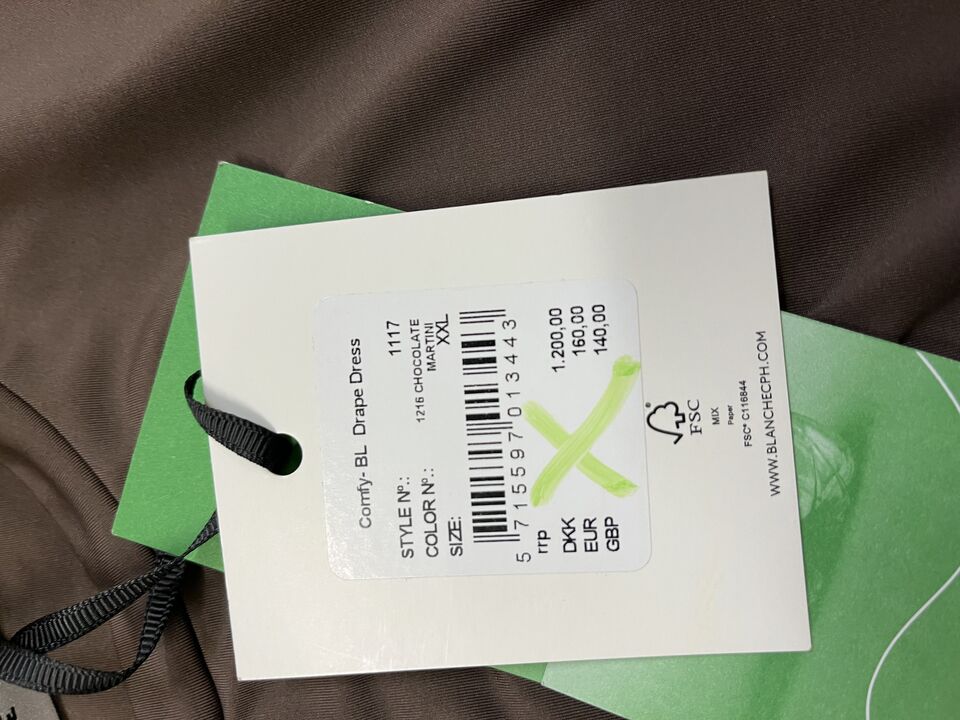 Comfy- BL Drape Dress
STYLE Nº.: 1117
COLOR Nº.: 1216 CHOCOLATE
MARTINI
SIZE: XXL
5 715597 013443
rrp
DKK 1.200,00
EUR 160,00
GBP 140,00
FSC
MIX
Paper
FSC® C116844
WWW.BLANCHECPH.COM